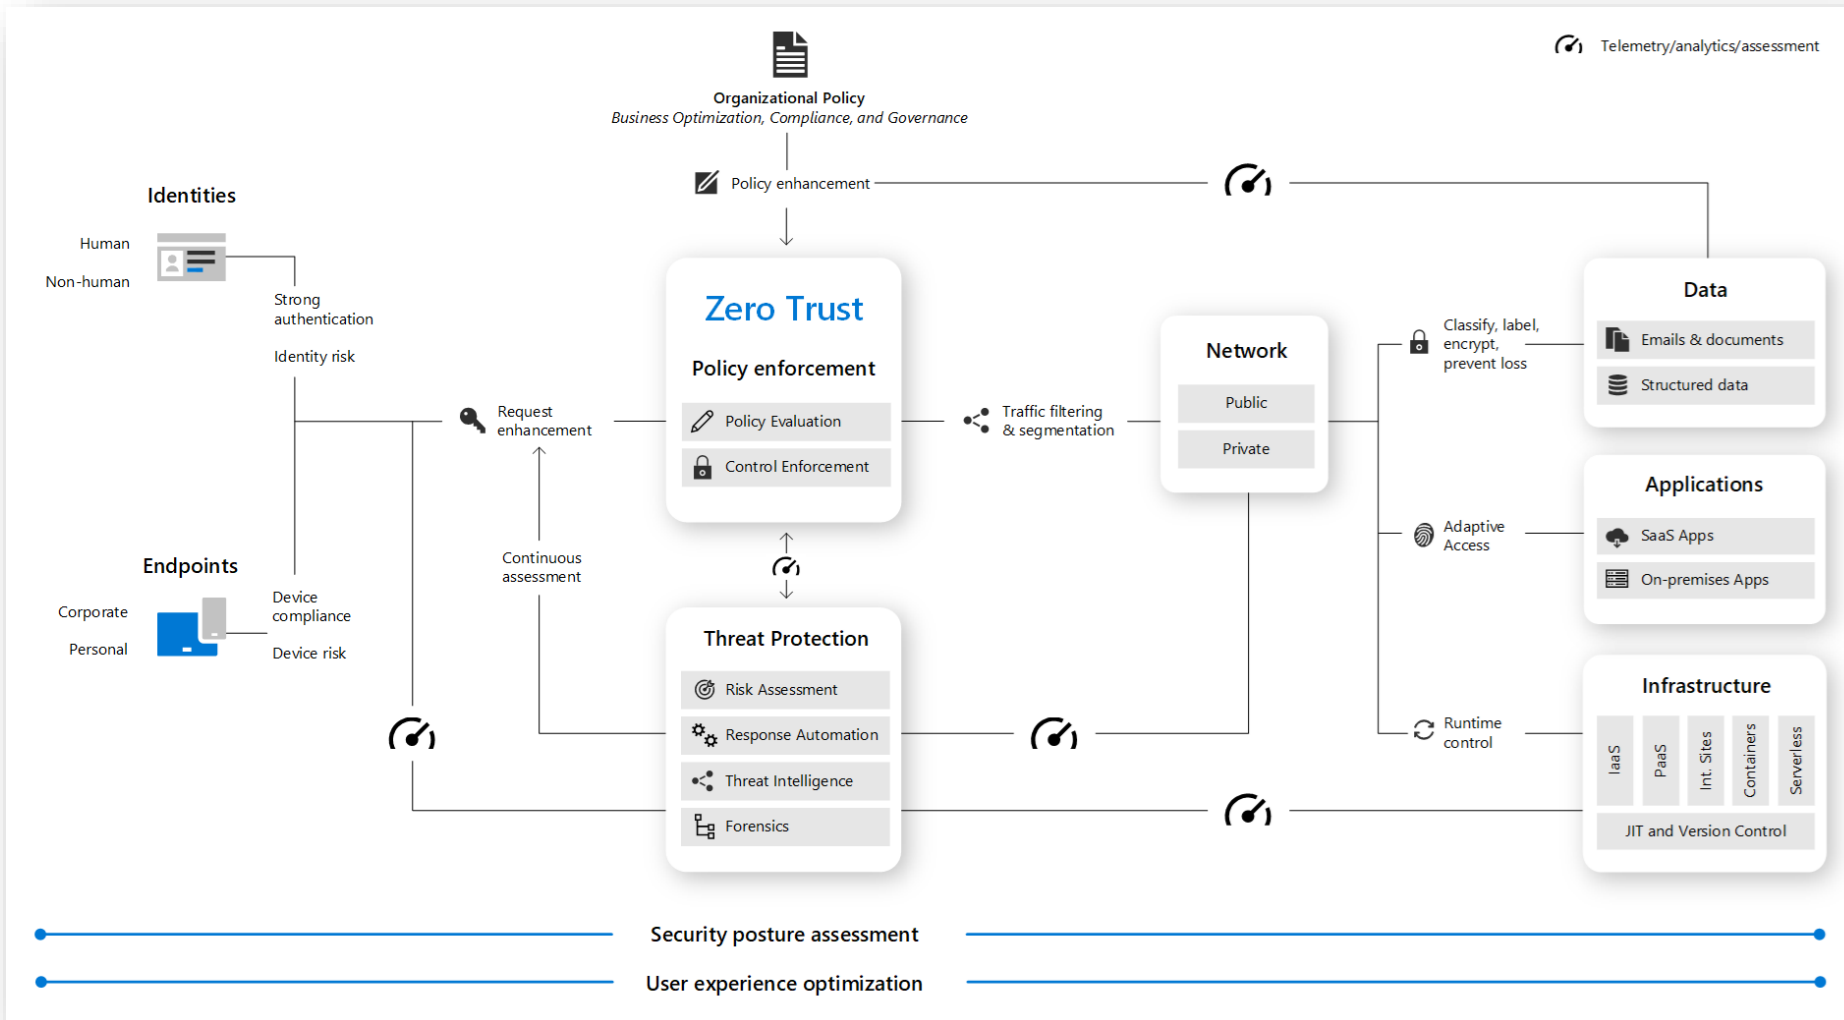 Telemetry/analytics/assessment
Organizational Policy
Business Optimization, Compliance, and Governance
Policy enhancement
Identities
Human
Non-human
Strong
authentication
Identity risk
Endpoints
Corporate
Personal
Device
compliance
Device risk
Request
enhancement
Continuous
assessment
Zero Trust
Policy enforcement
Policy Evaluation
Control Enforcement
Threat Protection
Risk Assessment
Response Automation
Threat Intelligence
Forensics
Traffic filtering
& segmentation
Network
Public
Private
Classify, label,
encrypt,
prevent loss
Adaptive
Access
Runtime
control
Data
Emails & documents
Structured data
Applications
SaaS Apps
On-premises Apps
Infrastructure
IaaS
PaaS
Int. Sites
Containers
Serverless
JIT and Version Control
Security posture assessment
User experience optimization